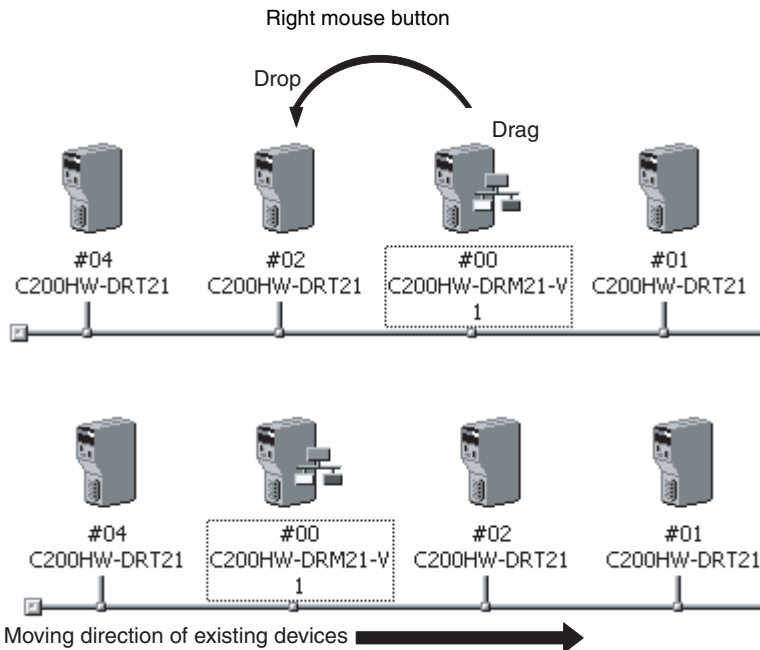 Right mouse button
Drop
Drag
#04
C200HW-DRT21
#02
C200HW-DRT21
#00
C200HW-DRM21-V
1
#01
C200HW-DRT21
#04
C200HW-DRT21
#00
C200HW-DRM21-V
1
#02
C200HW-DRT21
#01
C200HW-DRT21
Moving direction of existing devices